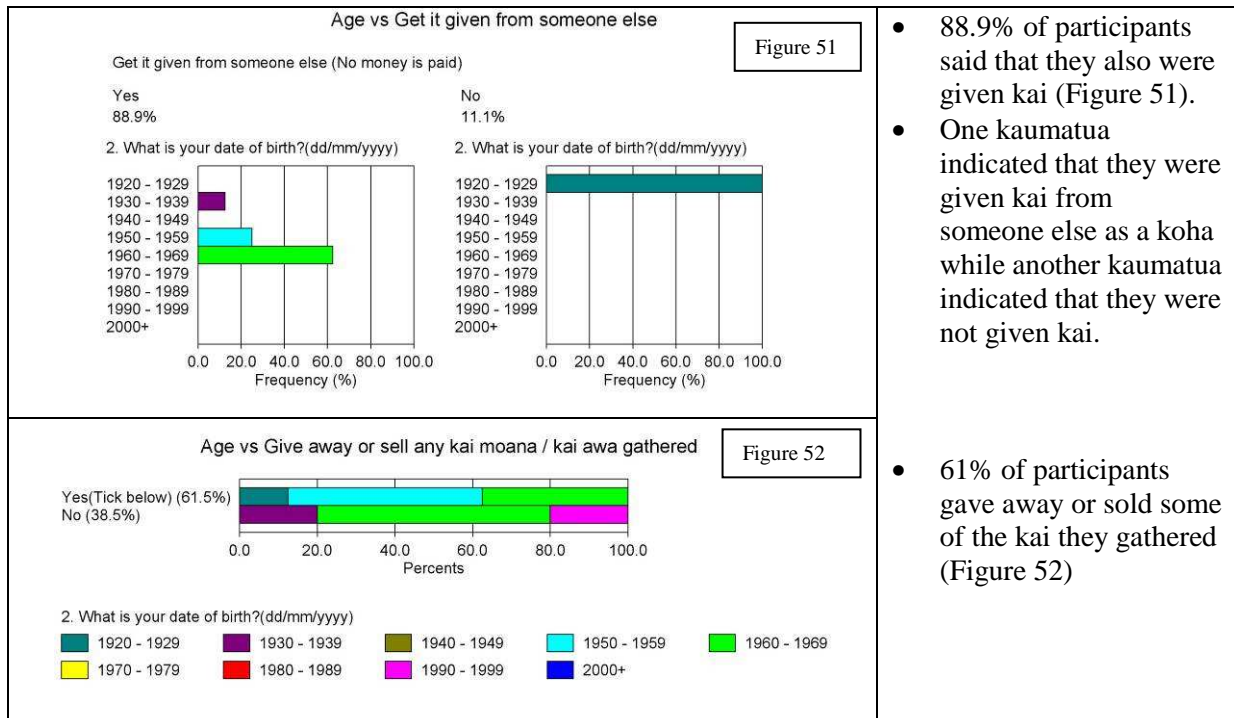 Age vs Get it given from someone else
Figure 51
Get it given from someone else (No money is paid)
Yes
88.9%
2. What is your date of birth?(dd/mm/yyyy)
1920 - 1929
1930 - 1939
1940 - 1949
1950 - 1959
1960 - 1969
1970 - 1979
1980 - 1989
1990 - 1999
2000+
0.0 20.0 40.0 60.0 80.0 100.0
Frequency (%)
No
11.1%
2. What is your date of birth?(dd/mm/yyyy)
1920 - 1929
1930 - 1939
1940 - 1949
1950 - 1959
1960 - 1969
1970 - 1979
1980 - 1989
1990 - 1999
2000+
0.0 20.0 40.0 60.0 80.0 100.0
Frequency (%)
• 88.9% of participants
said that they also were
given kai (Figure 51).
• One kaumatua
indicated that they were
given kai from
someone else as a koha
while another kaumatua
indicated that they were
not given kai.
Age vs Give away or sell any kai moana / kai awa gathered
Figure 52
Yes(Tick below) (61.5%)
No (38.5%)
0.0 20.0 40.0 60.0 80.0 100.0
Percents
2. What is your date of birth?(dd/mm/yyyy)
1920 - 1929 1930 - 1939 1940 - 1949 1950 - 1959 1960 - 1969
1970 - 1979 1980 - 1989 1990 - 1999 2000+
• 61% of participants
gave away or sold some
of the kai they gathered
(Figure 52)